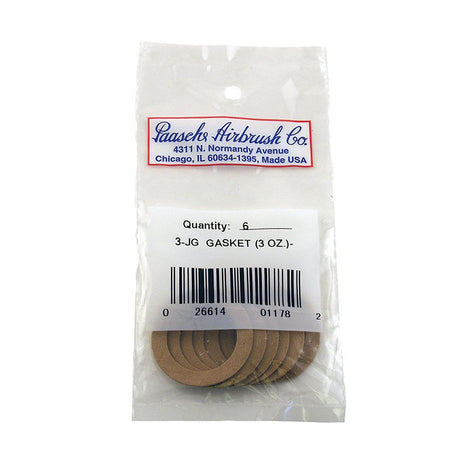 Paasche Airbrush Co.
4311 N. Normandy Avenue
Chicago, IL 60634-1395, Made USA
Quantity: 6
3-JG GASKET (3 OZ.)-
0 26614 01178 2